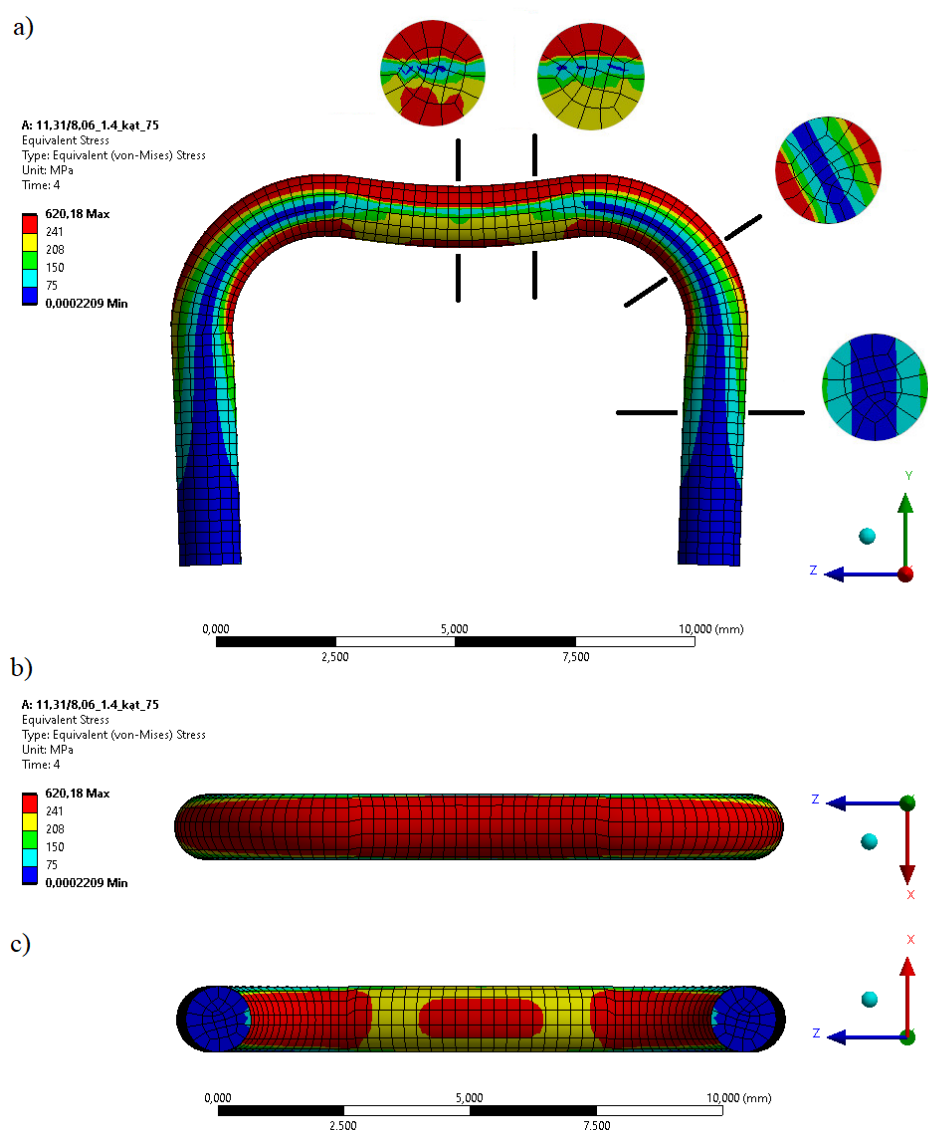 a)
A: 11,31/8,06_1.4_kąt_75
Equivalent Stress
Type: Equivalent (von-Mises) Stress
Unit: MPa
Time: 4
620,18 Max
241
208
150
75
0,0002209 Min
Y
Z
0,000 5,000 10,000 (mm)
2,500 7,500
b)
A: 11,31/8,06_1.4_kąt_75
Equivalent Stress
Type: Equivalent (von-Mises) Stress
Unit: MPa
Time: 4
620,18 Max
241
208
150
75
0,0002209 Min
Z
X
c)
X
Z
0,000 5,000 10,000 (mm)
2.500 7.500